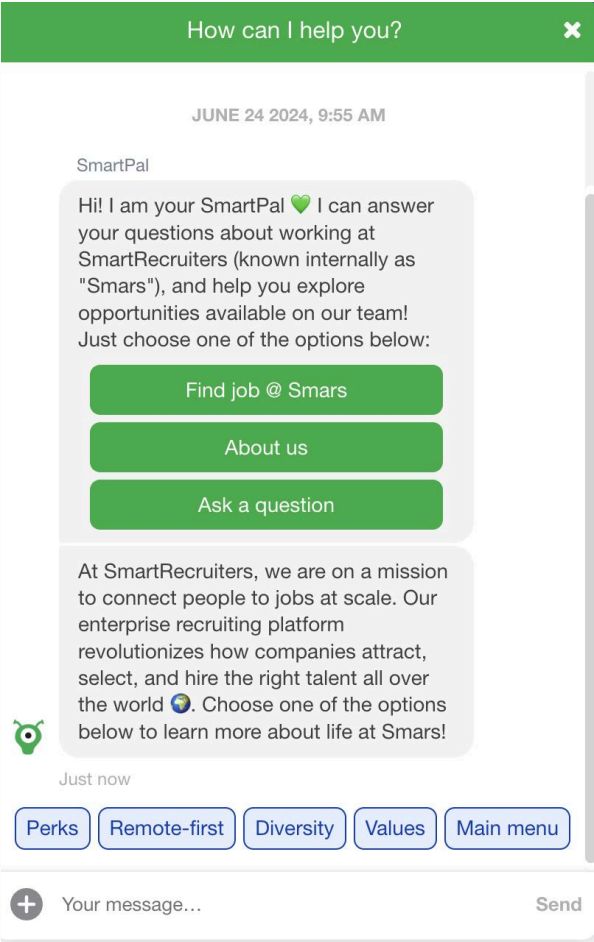 How can I help you?
JUNE 24 2024, 9:55 AM
SmartPal
Hi! I am your SmartPal 💚 I can answer
your questions about working at
SmartRecruiters (known internally as
"Smars"), and help you explore
opportunities available on our team!
Just choose one of the options below:
Find job @ Smars
About us
Ask a question
At SmartRecruiters, we are on a mission
to connect people to jobs at scale. Our
enterprise recruiting platform
revolutionizes how companies attract,
select, and hire the right talent all over
the world 🌍. Choose one of the options
below to learn more about life at Smars!
Just now
Perks Remote-first Diversity Values Main menu
Your message... Send